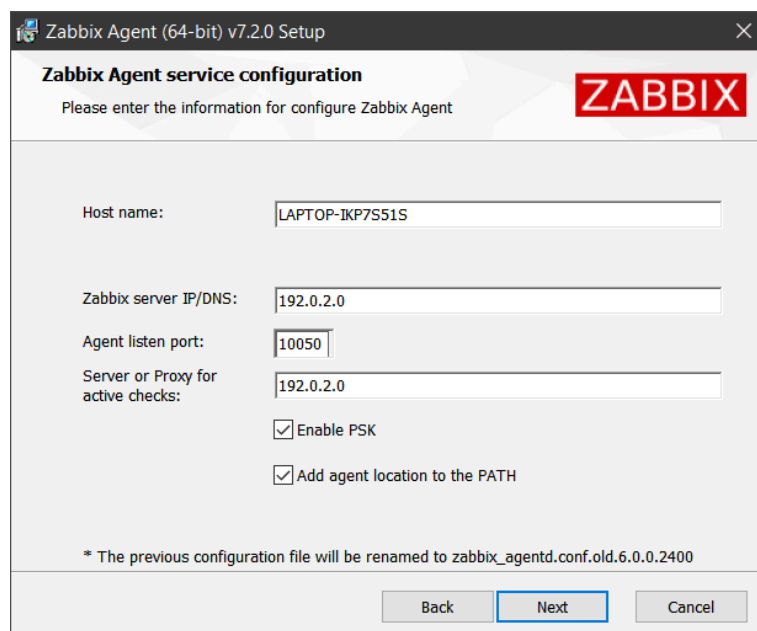 Zabbix Agent (64-bit) v7.2.0 Setup
Zabbix Agent service configuration
Please enter the information for configure Zabbix Agent
ZABBIX
Host name:
LAPTOP-IKP7S51S
Zabbix server IP/DNS:
192.0.2.0
Agent listen port:
10050
Server or Proxy for
active checks:
192.0.2.0
Enable PSK
Add agent location to the PATH
* The previous configuration file will be renamed to zabbix_agentd.conf.old.6.0.0.2400
Back
Next
Cancel